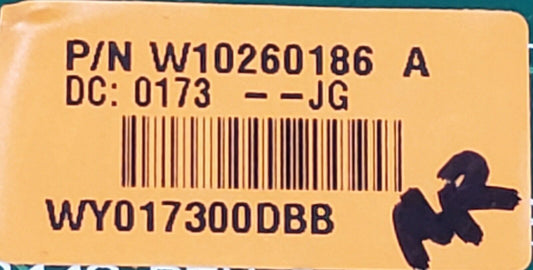 P/N W10260186 A
DC: 0173 --JG
WY017300DBB